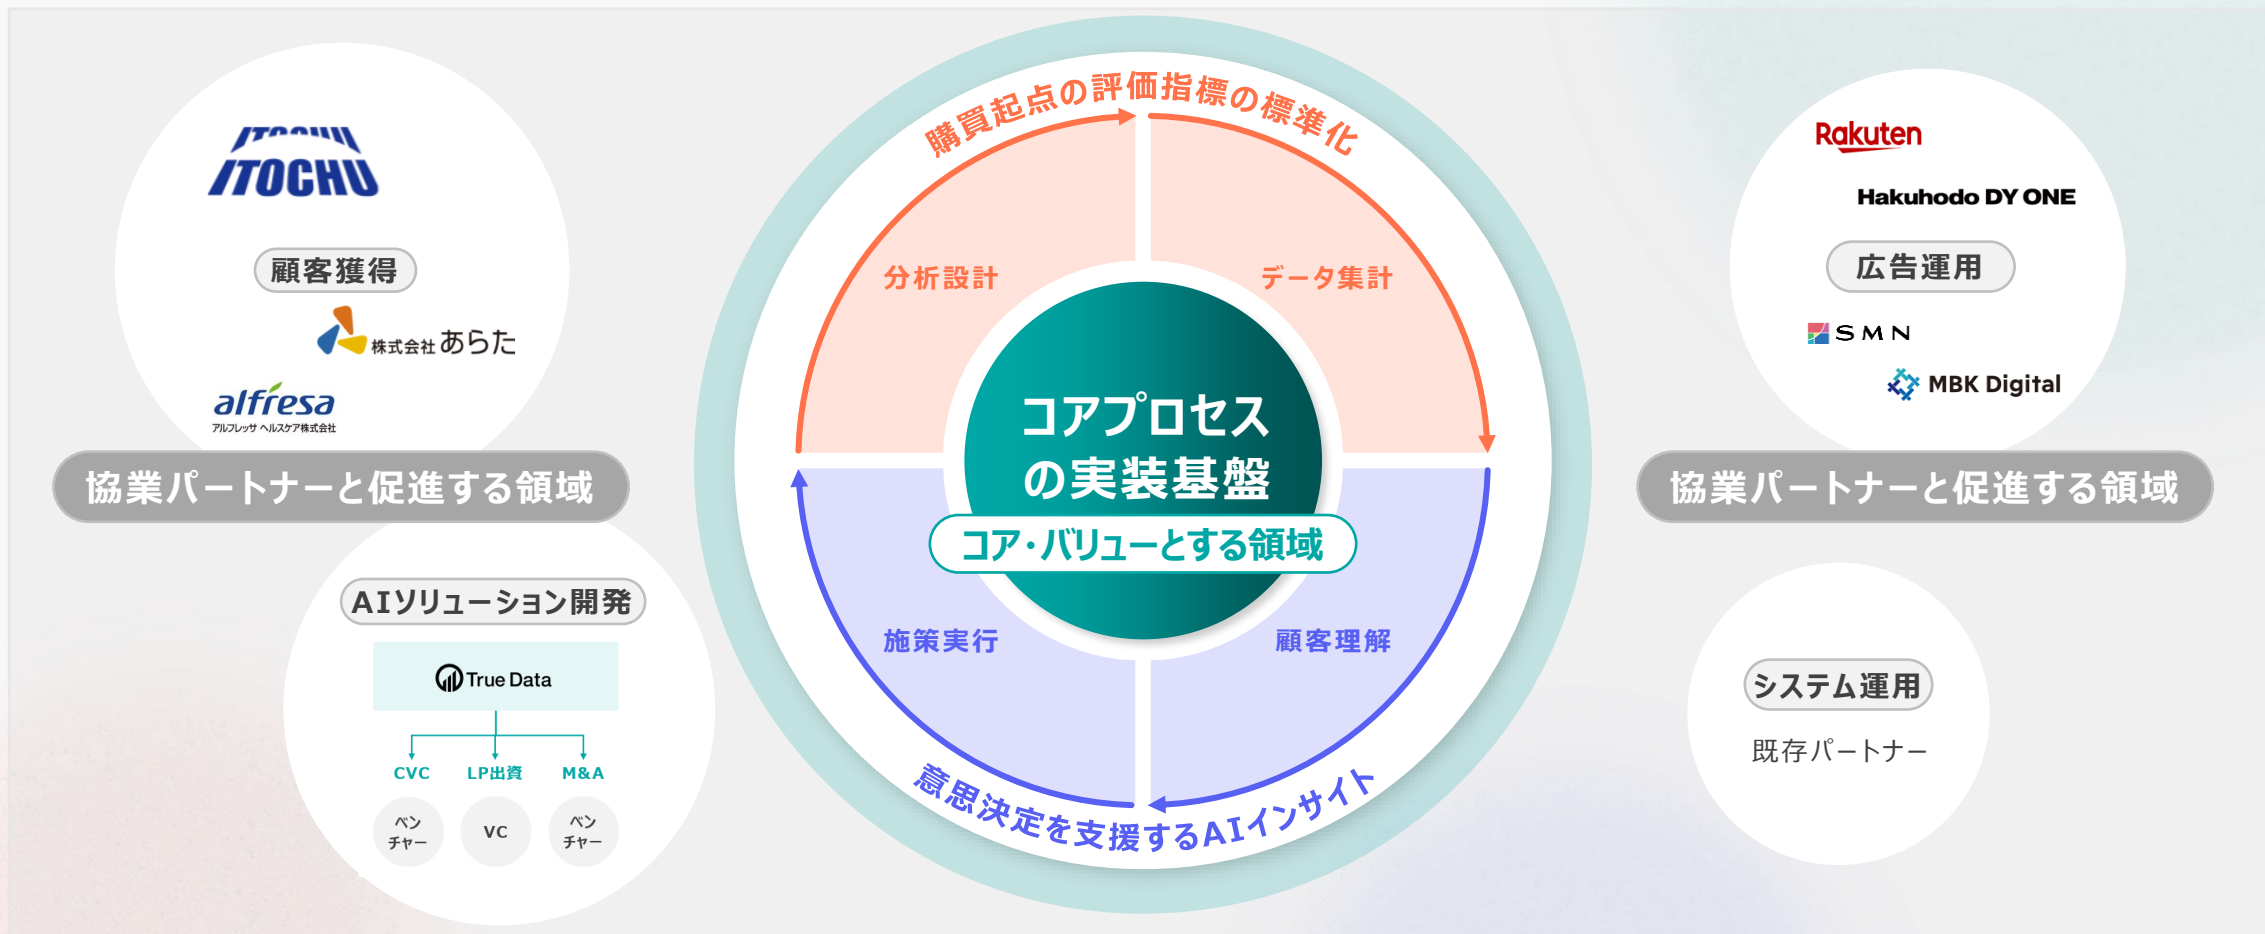 ITOCHU
ITOCHU
顧客獲得
株式会社あらた
alfresa
アルフレッサ ヘルスケア株式会社
協業パートナーと促進する領域
AIソリューション開発
True Data
CVC
LP出資
M&A
ベン
チャー
VC
ベン
チャー
購買起点の評価指標の標準化
分析設計
データ集計
コアプロセス
の実装基盤
コア・バリューとする領域
施策実行
顧客理解
意思決定を支援するAIインサイト
Rakuten
Hakuhodo DY ONE
広告運用
SMN
MBK Digital
協業パートナーと促進する領域
システム運用
既存パートナー